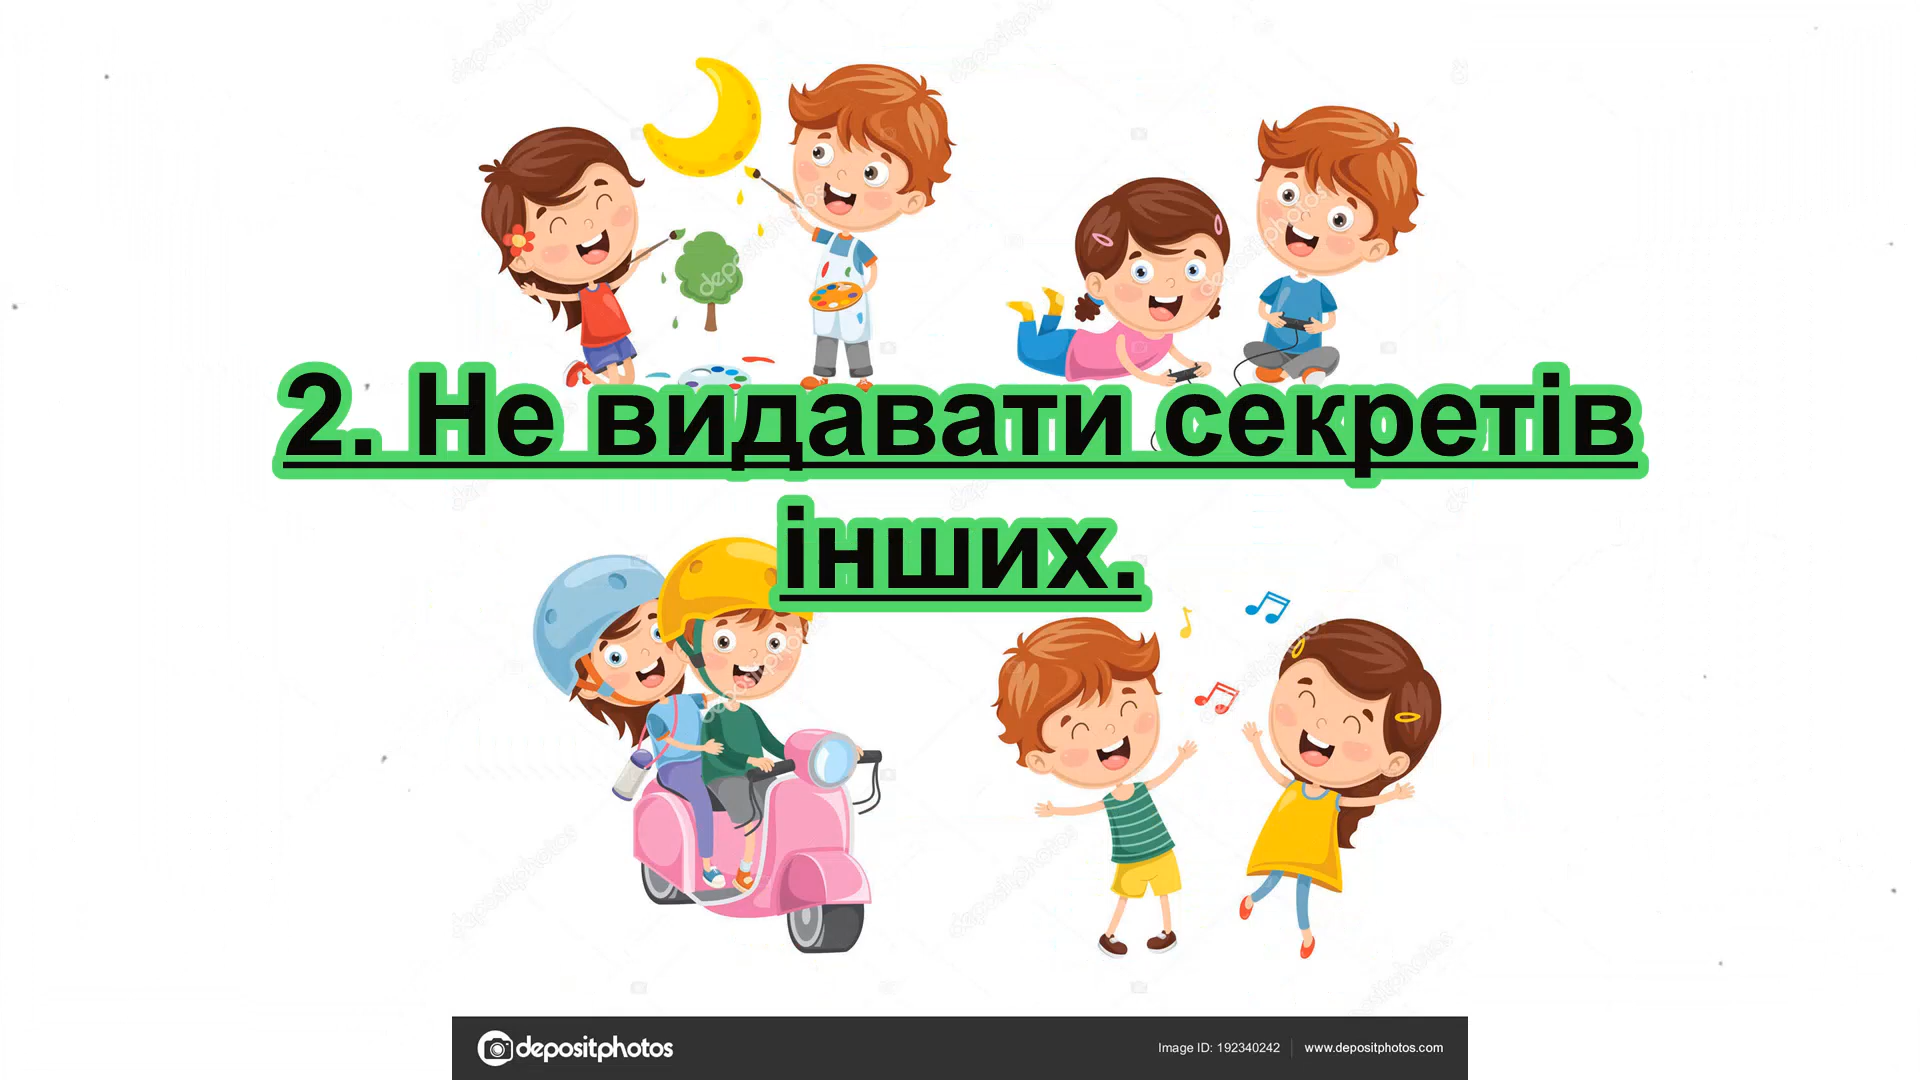 2. Не видавати секретів
інших.
depositphotos
Image ID: 192340242 www.depositphotos.com